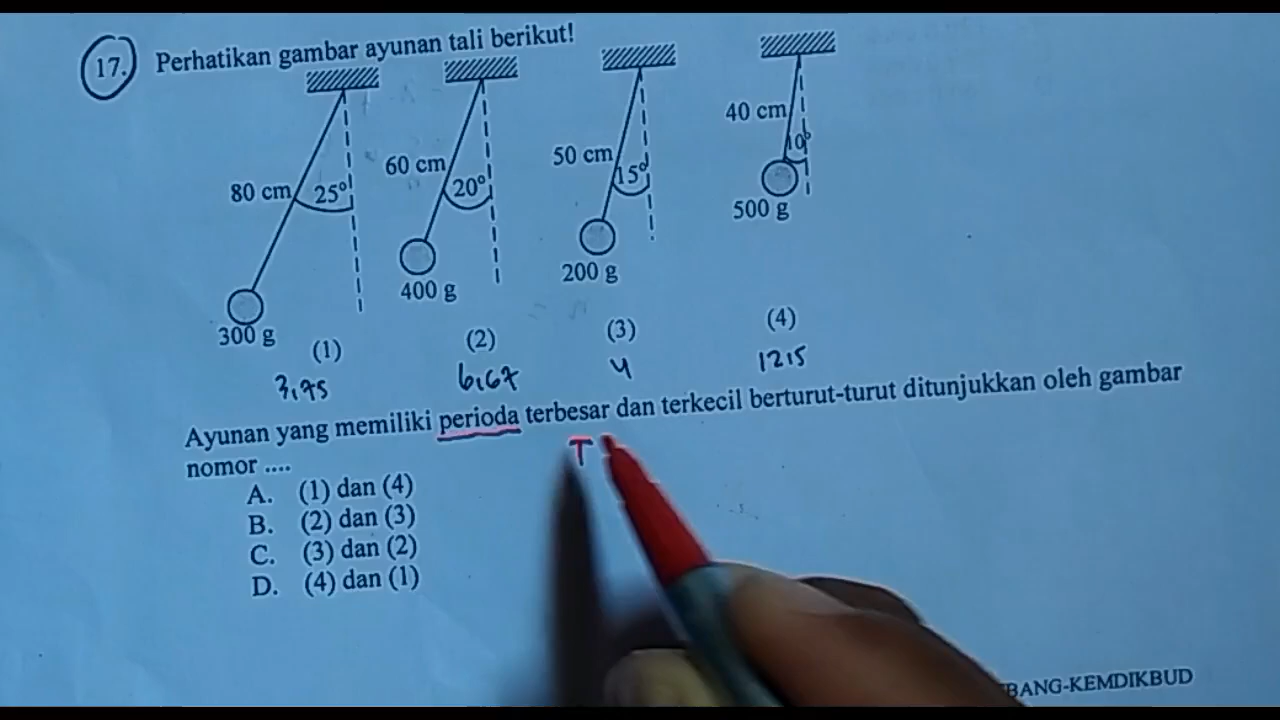 17. Perhatikan gambar ayunan tali berikut!
80 cm 25° 60 cm 20° 50 cm 15° 40 cm 10°
300 g 400 g 200 g 500 g
(1) (2) (3) (4)
3,75 6,67 4 12,5
Ayunan yang memiliki perioda terbesar dan terkecil berturut-turut ditunjukkan oleh gambar
nomor ....
T
A. (1) dan (4)
B. (2) dan (3)
C. (3) dan (2)
D. (4) dan (1)
BANG-KEMDIKBUD